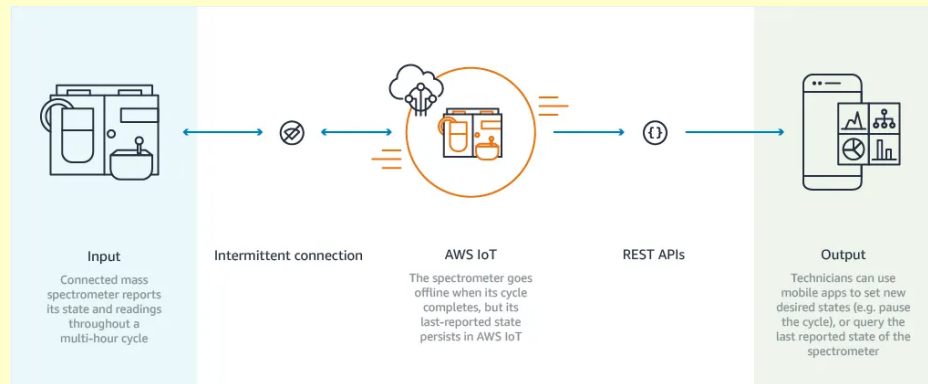 Input
Connected mass
spectrometer reports
its state and readings
throughout a
multi-hour cycle
Intermittent connection
AWS IoT
The spectrometer goes
offline when its cycle
completes, but its
last-reported state
persists in AWS IoT
{}
REST APIs
Output
Technicians can use
mobile apps to set new
desired states (e.g. pause
the cycle), or query the
last reported state of the
spectrometer